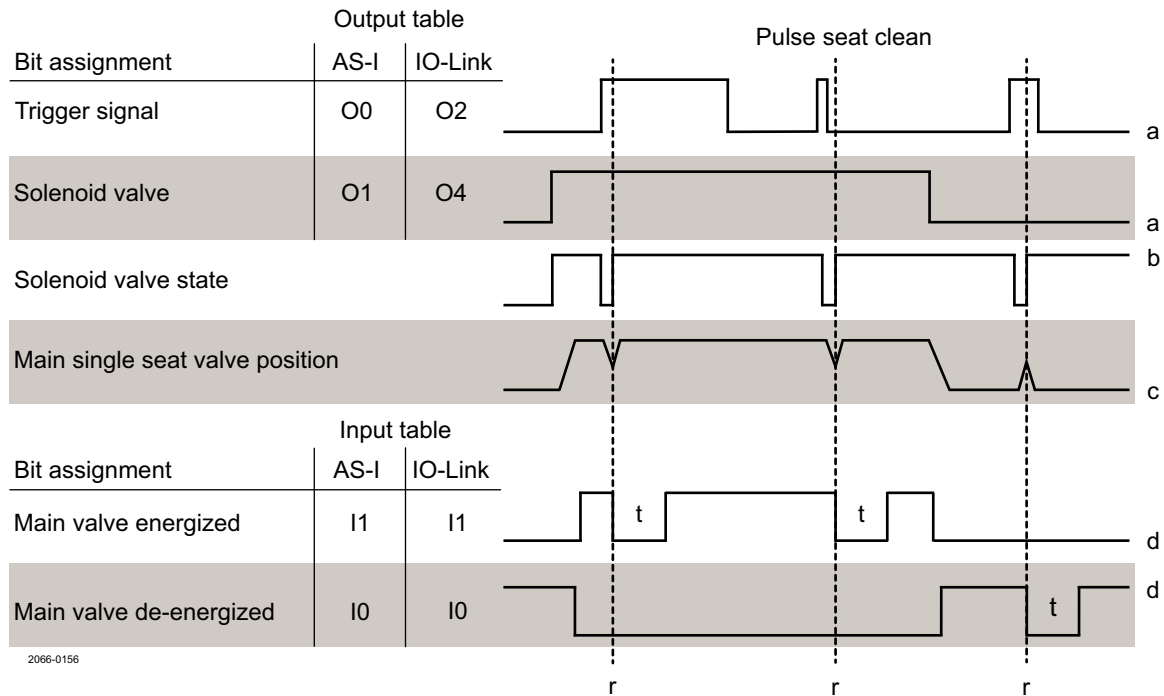 Output table
Pulse seat clean
Bit assignment AS-I IO-Link
Trigger signal O0 O2
a
Solenoid valve O1 O4
a
Solenoid valve state
b
Main single seat valve position
c
Input table
Bit assignment AS-I IO-Link
Main valve energized I1 I1 t t
d
Main valve de-energized I0 I0 t
d
2066-0156
r r r